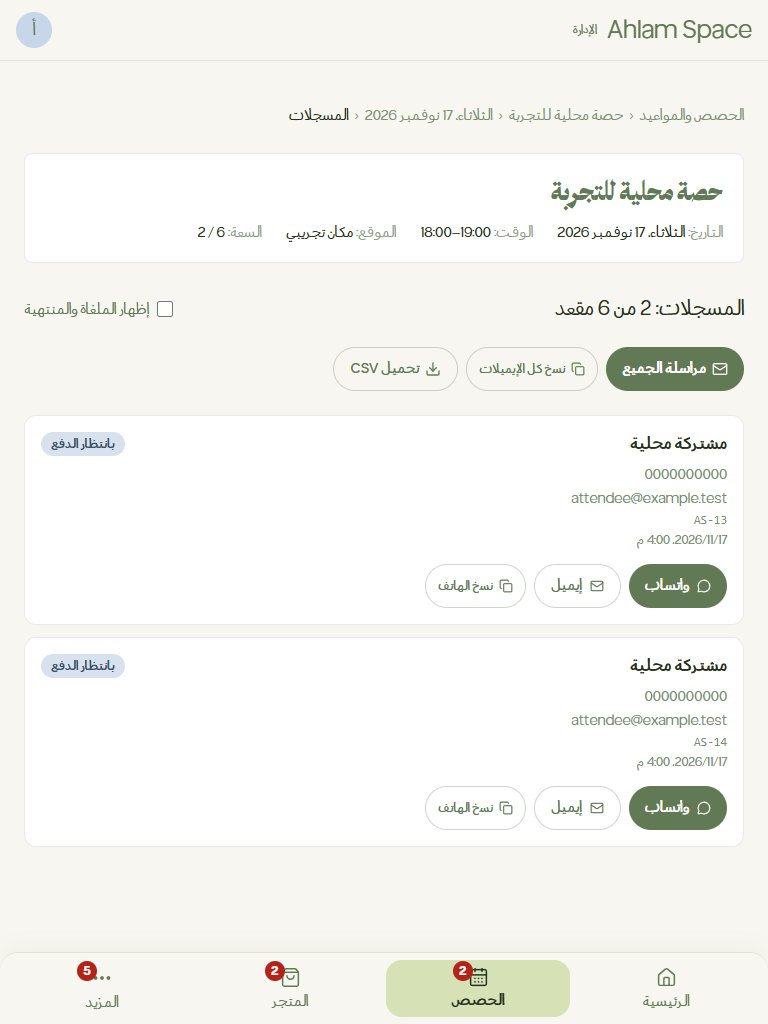 Ahlam Space الإدارة
أ
الحصص والمواعيد › حصة محلية للتجربة › الثلاثاء، 17 نوفمبر 2026 › المسجلات
حصة محلية للتجربة
التاريخ: الثلاثاء، 17 نوفمبر 2026 الوقت: 18:00–19:00 الموقع: مكان تجريبي السعة: 6 / 2
المسجلات: 2 من 6 مقعد
إظهار الملغاة والمنتهية
مراسلة الجميع
نسخ كل الإيميلات
تحميل CSV
مشتركة محلية
بانتظار الدفع
0000000000
attendee@example.test
AS-13
2026/11/17، 4:00 م
واتساب
إيميل
نسخ الهاتف
مشتركة محلية
بانتظار الدفع
0000000000
attendee@example.test
AS-14
2026/11/17، 4:00 م
واتساب
إيميل
نسخ الهاتف
الرئيسية
2
الحصص
2
المتجر
5
المزيد